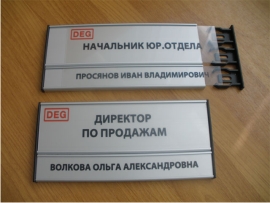 DEG
НАЧАЛЬНИК ЮР.ОТДЕЛА
ПРОСЯНОВ ИВАН ВЛАДИМИРОВИЧ
DEG
ДИРЕКТОР
ПО ПРОДАЖАМ
ВОЛКОВА ОЛЬГА АЛЕКСАНДРОВНА